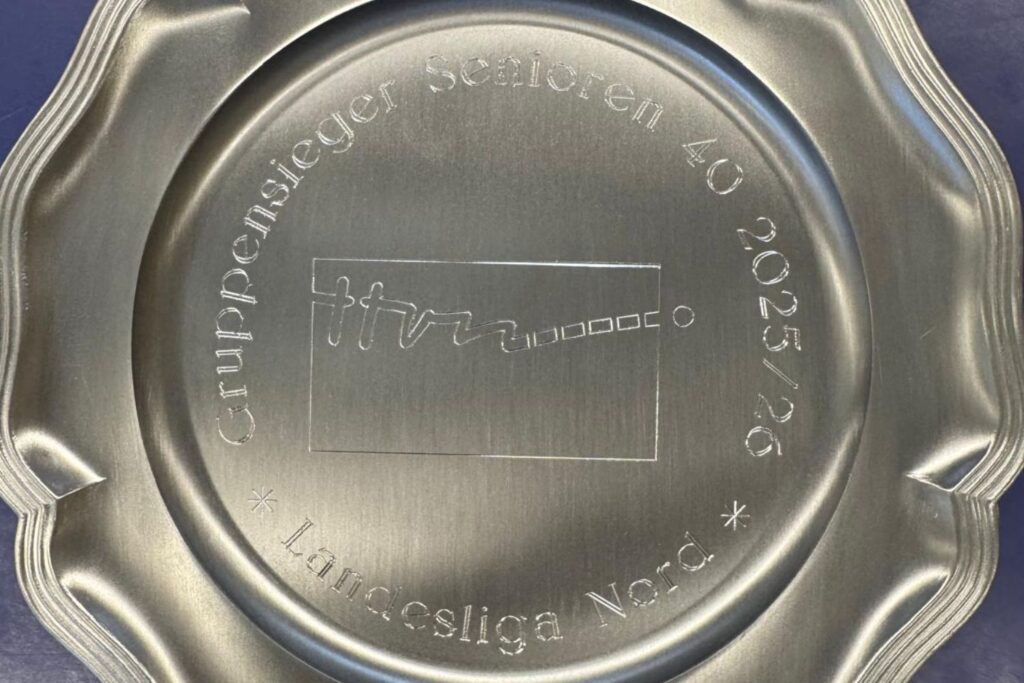 Gruppensieger Senioren 40 2025/26
* Landesliga Nord *